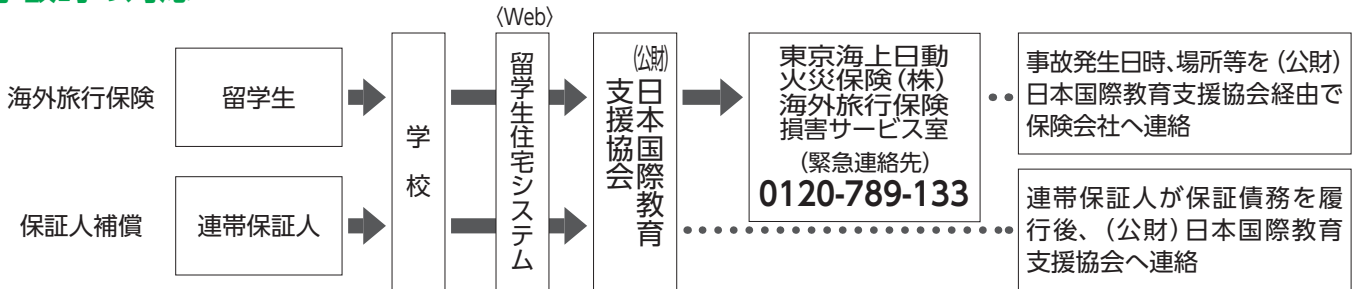 〈Web〉
海外旅行保険
留学生
学校
留学生住宅システム
(公財)
日本国際教育
支援協会
東京海上日動
火災保険(株)
海外旅行保険
損害サービス室
(緊急連絡先)
0120-789-133
事故発生日時、場所等を(公財)
日本国際教育支援協会経由で
保険会社へ連絡
保証人補償
連帯保証人
連帯保証人が保証債務を履
行後、(公財)日本国際教育
支援協会へ連絡